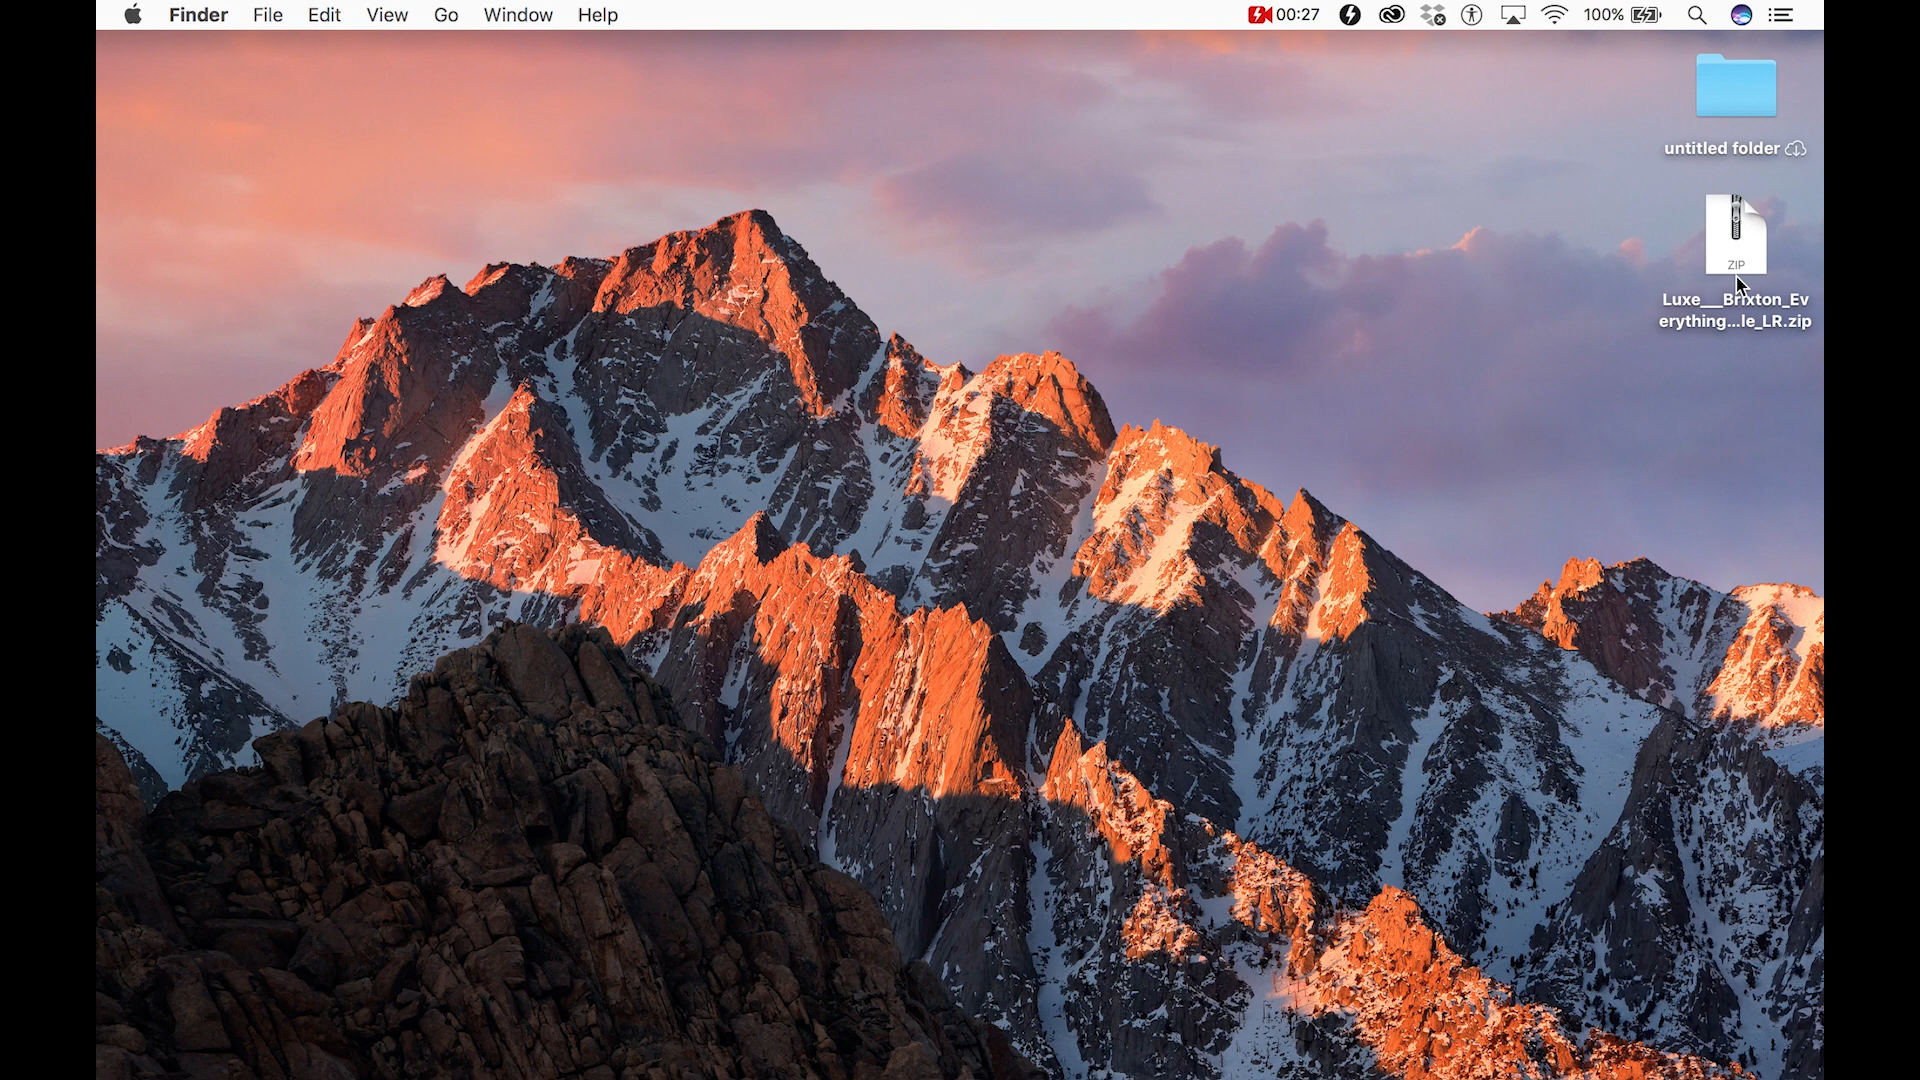 Finder File Edit View Go Window Help 00:27 100%
untitled folder
ZIP
Luxe__Brixton_Ev
erything...le_LR.zip